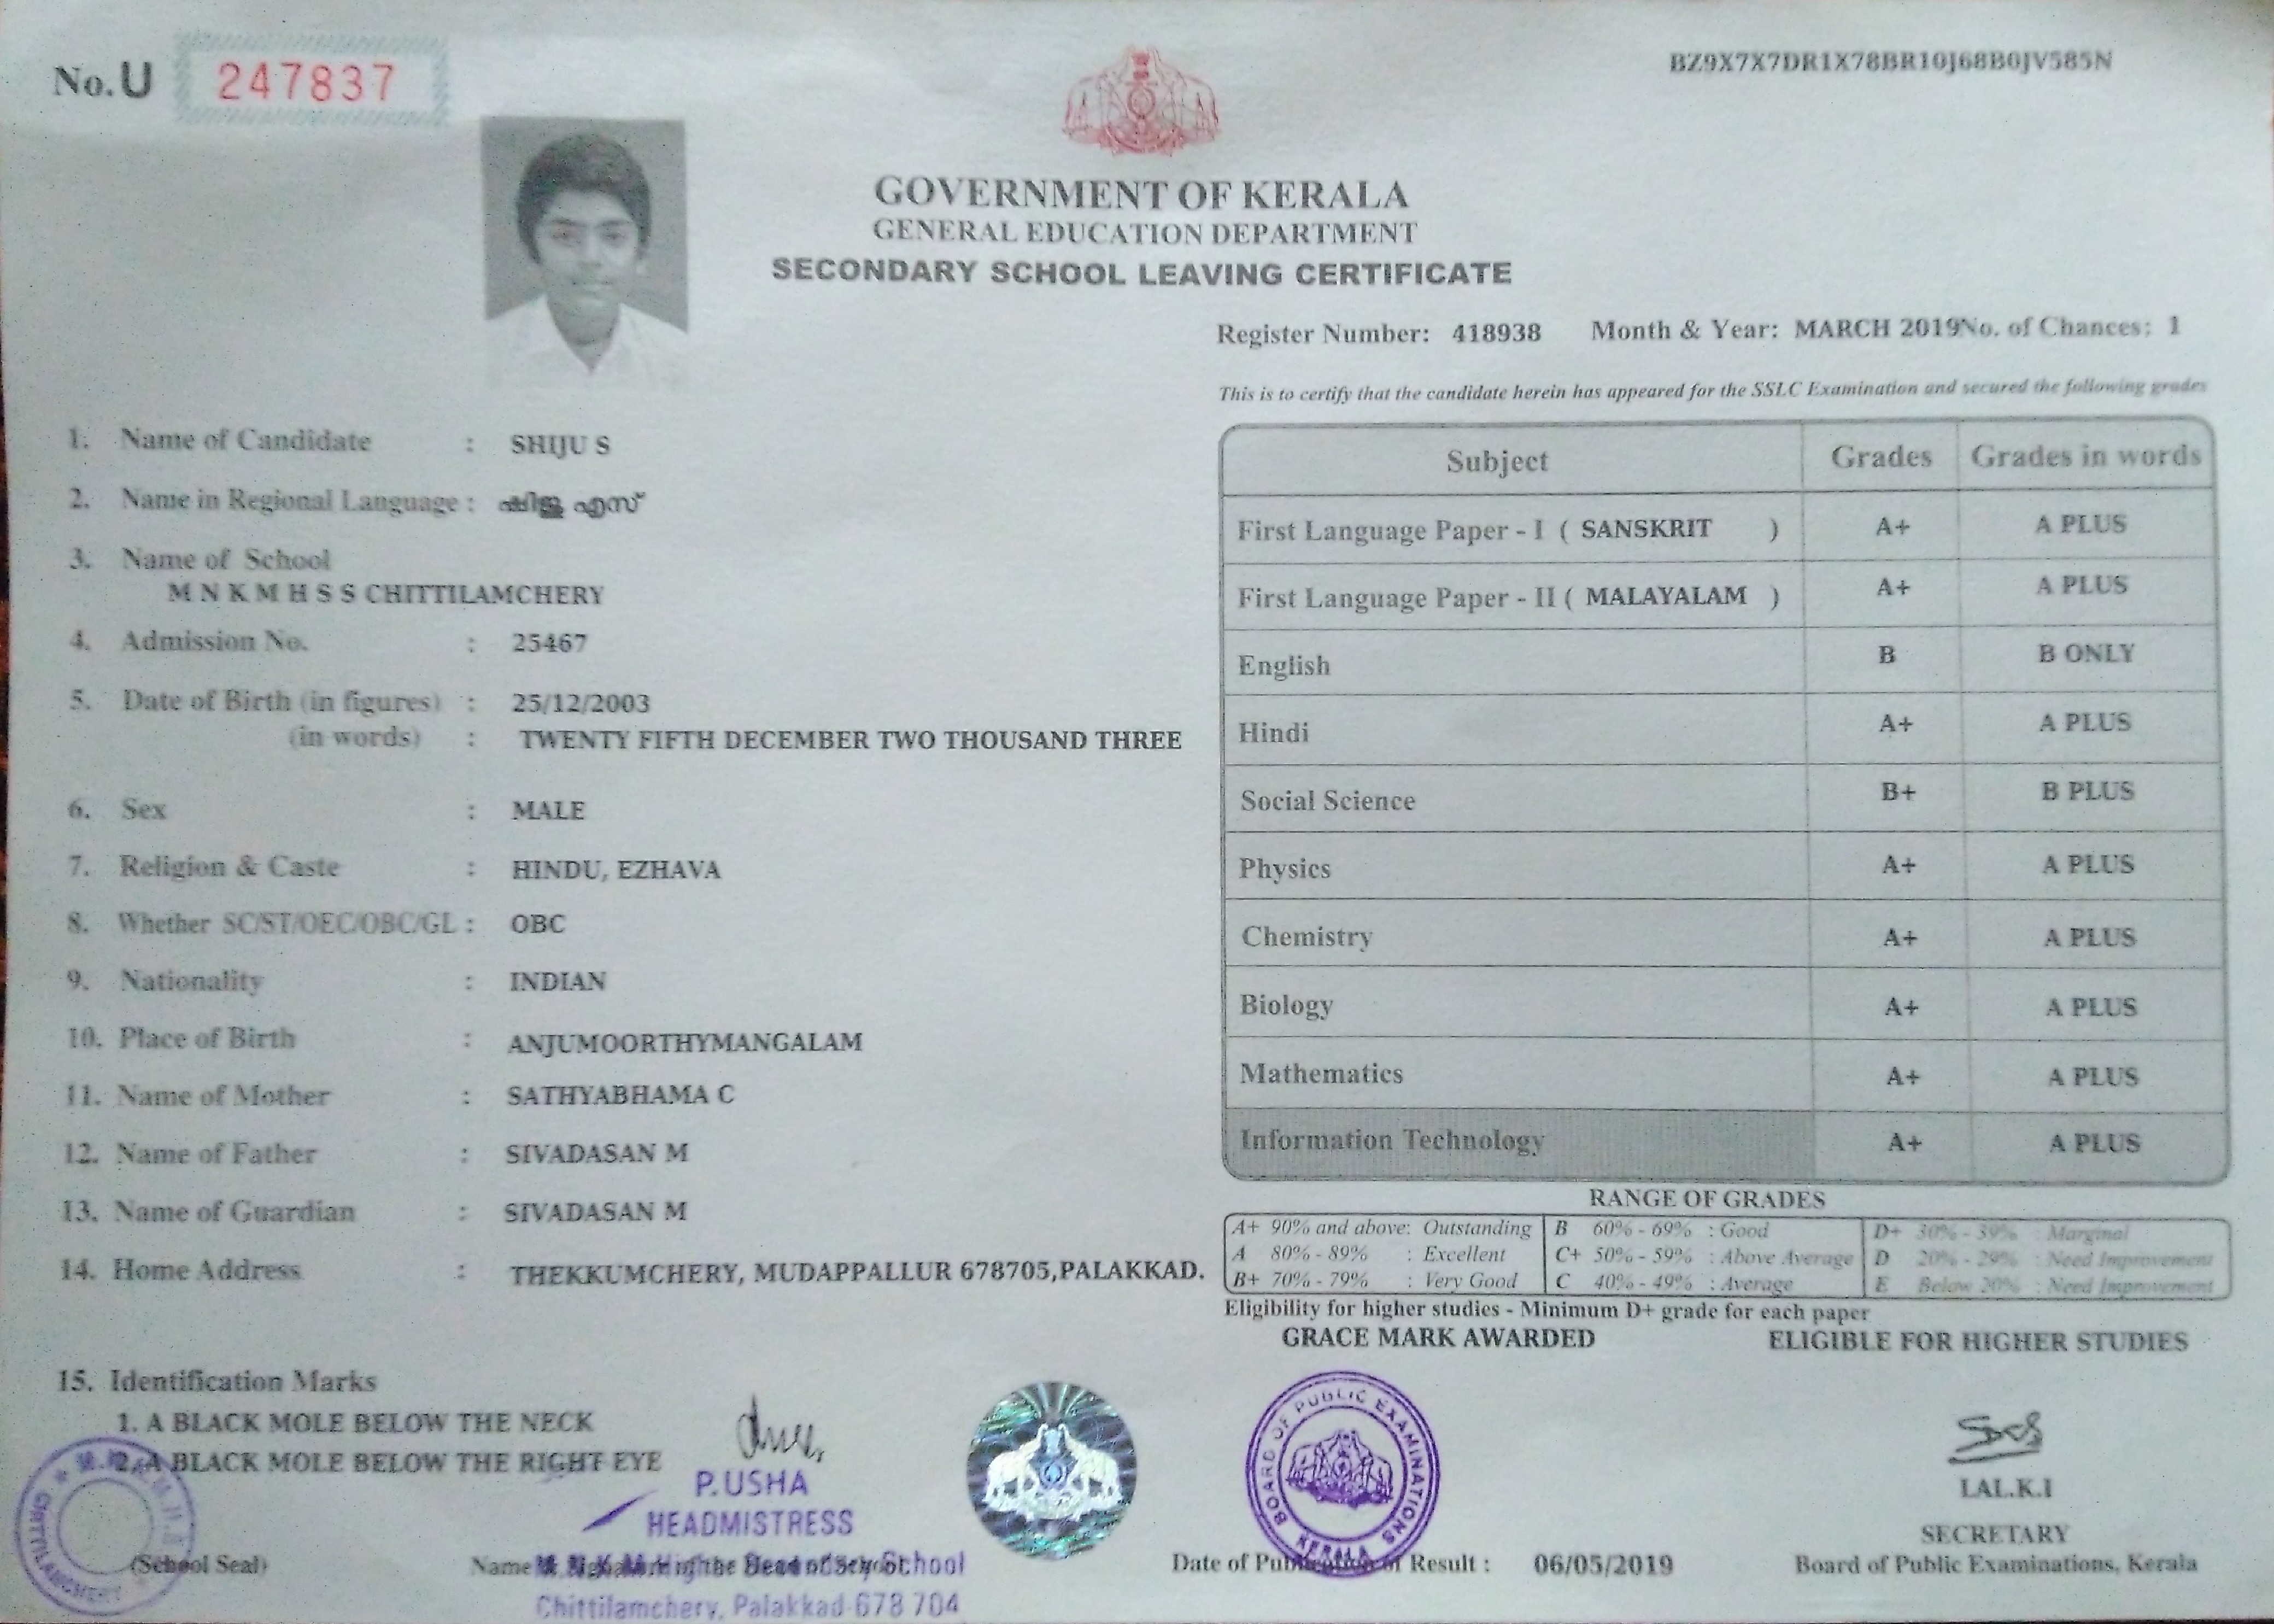 No. U 247837
BZ9X7X7DR1X78BR10J68B0JV585N
GOVERNMENT OF KERALA
GENERAL EDUCATION DEPARTMENT
SECONDARY SCHOOL LEAVING CERTIFICATE
Register Number: 418938 Month & Year: MARCH 2019 No. of Chances: 1
This is to certify that the candidate herein has appeared for the SSLC Examination and secured the following grades
1. Name of Candidate : SHIJU S
2. Name in Regional Language : ഷിജു എസ്
3. Name of School
M N K M H S S CHITTILAMCHERY
4. Admission No. : 25467
5. Date of Birth (in figures) : 25/12/2003
(in words) : TWENTY FIFTH DECEMBER TWO THOUSAND THREE
6. Sex : MALE
7. Religion & Caste : HINDU, EZHAVA
8. Whether SC/ST/OEC/OBC/GL : OBC
9. Nationality : INDIAN
10. Place of Birth : ANJUMOORTHYMANGALAM
11. Name of Mother : SATHYABHAMA C
12. Name of Father : SIVADASAN M
13. Name of Guardian : SIVADASAN M
14. Home Address : THEKKUMCHERY, MUDAPPALLUR 678705,PALAKKAD.
15. Identification Marks
1. A BLACK MOLE BELOW THE NECK
2. A BLACK MOLE BELOW THE RIGHT EYE
Subject Grades Grades in words
First Language Paper - I ( SANSKRIT ) A+ A PLUS
First Language Paper - II ( MALAYALAM ) A+ A PLUS
English B B ONLY
Hindi A+ A PLUS
Social Science B+ B PLUS
Physics A+ A PLUS
Chemistry A+ A PLUS
Biology A+ A PLUS
Mathematics A+ A PLUS
Information Technology A+ A PLUS
RANGE OF GRADES
A+ 90% and above: Outstanding B 60% - 69% : Good D+ 30% - 39% : Marginal
A 80% - 89% : Excellent C+ 50% - 59% : Above Average D 20% - 29% : Need Improvement
B+ 70% - 79% : Very Good C 40% - 49% : Average E Below 20% : Need Improvement
Eligibility for higher studies - Minimum D+ grade for each paper
GRACE MARK AWARDED ELIGIBLE FOR HIGHER STUDIES
P. USHA
HEADMISTRESS
School
Chittilamchery, Palakkad-678 704
(School Seal)
Name & Signature of the Head of School
CHITTILAMCHERY
BOARD OF PUBLIC EXAMINATIONS KERALA
Date of Publication of Result : 06/05/2019
LAL.K.I
SECRETARY
Board of Public Examinations, Kerala